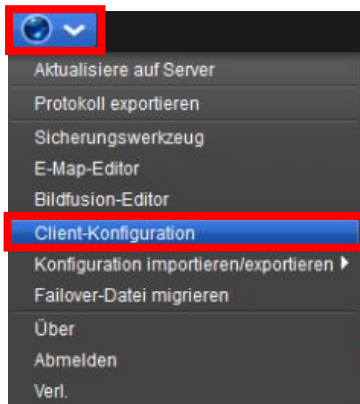 Aktualisiere auf Server
Protokoll exportieren
Sicherungswerkzeug
E-Map-Editor
Bildfusion-Editor
Client-Konfiguration
Konfiguration importieren/exportieren
Failover-Datei migrieren
Über
Abmelden
Verl.